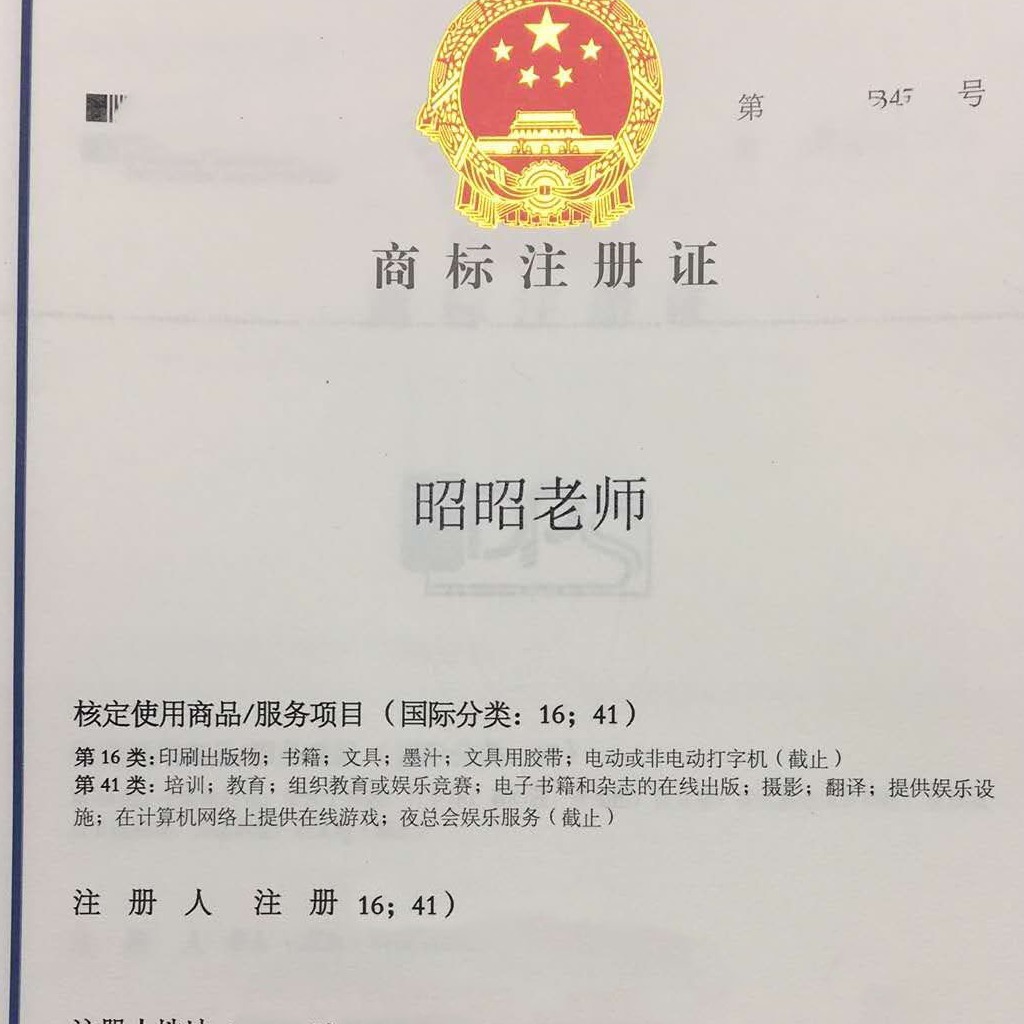 第 号
商标注册证
昭昭老师
核定使用商品/服务项目（国际分类：16；41）
第 16 类：印刷出版物；书籍；文具；墨汁；文具用胶带；电动或非电动打字机（截止）
第 41 类：培训；教育；组织教育或娱乐竞赛；电子书籍和杂志的在线出版；摄影；翻译；提供娱乐设
施；在计算机网络上提供在线游戏；夜总会娱乐服务（截止）
注 册 人 注 册 16；41）